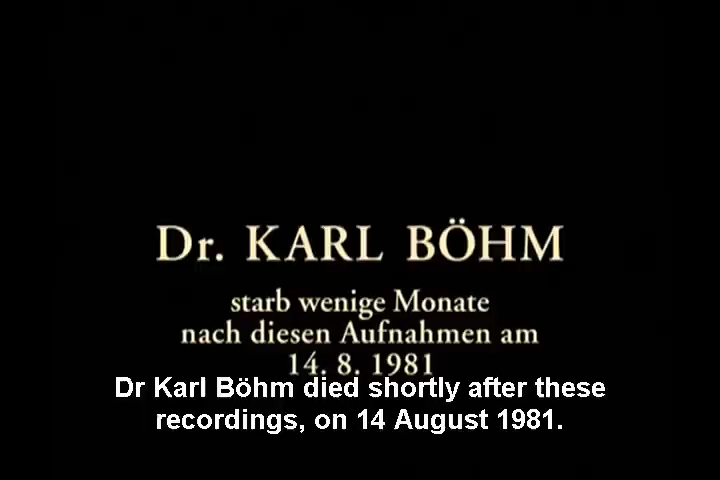 Dr. KARL BÖHM
starb wenige Monate
nach diesen Aufnahmen am
14. 8. 1981
Dr Karl Böhm died shortly after these
recordings, on 14 August 1981.